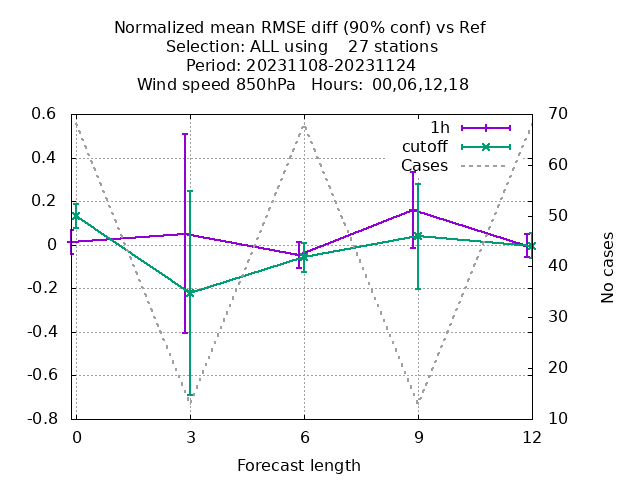 Normalized mean RMSE diff (90% conf) vs Ref
Selection: ALL using    27 stations
Period: 20231108-20231124
Wind speed 850hPa   Hours: 00,06,12,18
0.6
0.4
0.2
0
-0.2
-0.4
-0.6
-0.8
70
60
50
40
30
20
10
1h
cutoff
Cases
No cases
0 3 6 9 12
Forecast length